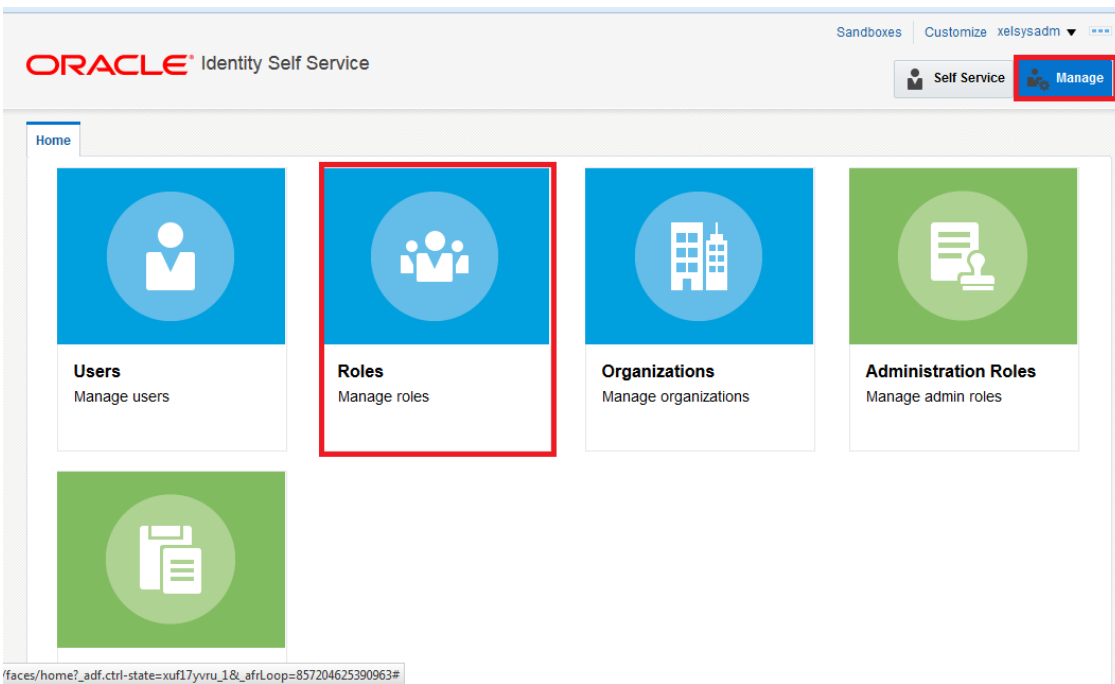 Sandboxes Customize xelsysadm
ORACLE® Identity Self Service
Self Service Manage
Home
Users Roles Organizations Administration Roles
Manage users Manage roles Manage organizations Manage admin roles
/faces/home?_adf.ctrl-state=xuf17yvru_1&_afrLoop=857204625390963#